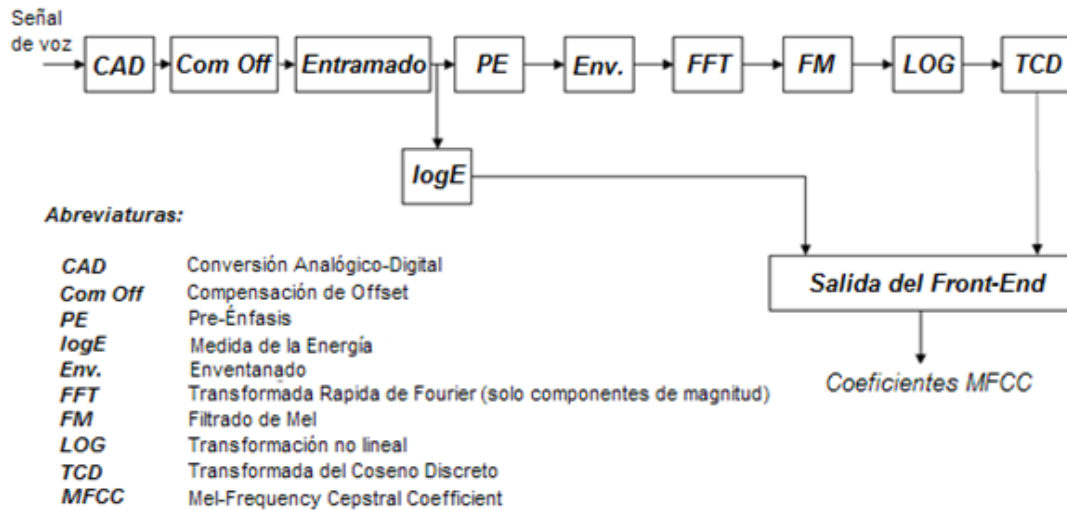 Señal
de voz
CAD
Com Off
Entramado
PE
Env.
FFT
FM
LOG
TCD
logE
Salida del Front-End
Coeficientes MFCC
Abreviaturas:
CAD Conversión Analógico-Digital
Com Off Compensación de Offset
PE Pre-Énfasis
logE Medida de la Energía
Env. Enventanado
FFT Transformada Rapida de Fourier (solo componentes de magnitud)
FM Filtrado de Mel
LOG Transformación no lineal
TCD Transformada del Coseno Discreto
MFCC Mel-Frequency Cepstral Coefficient